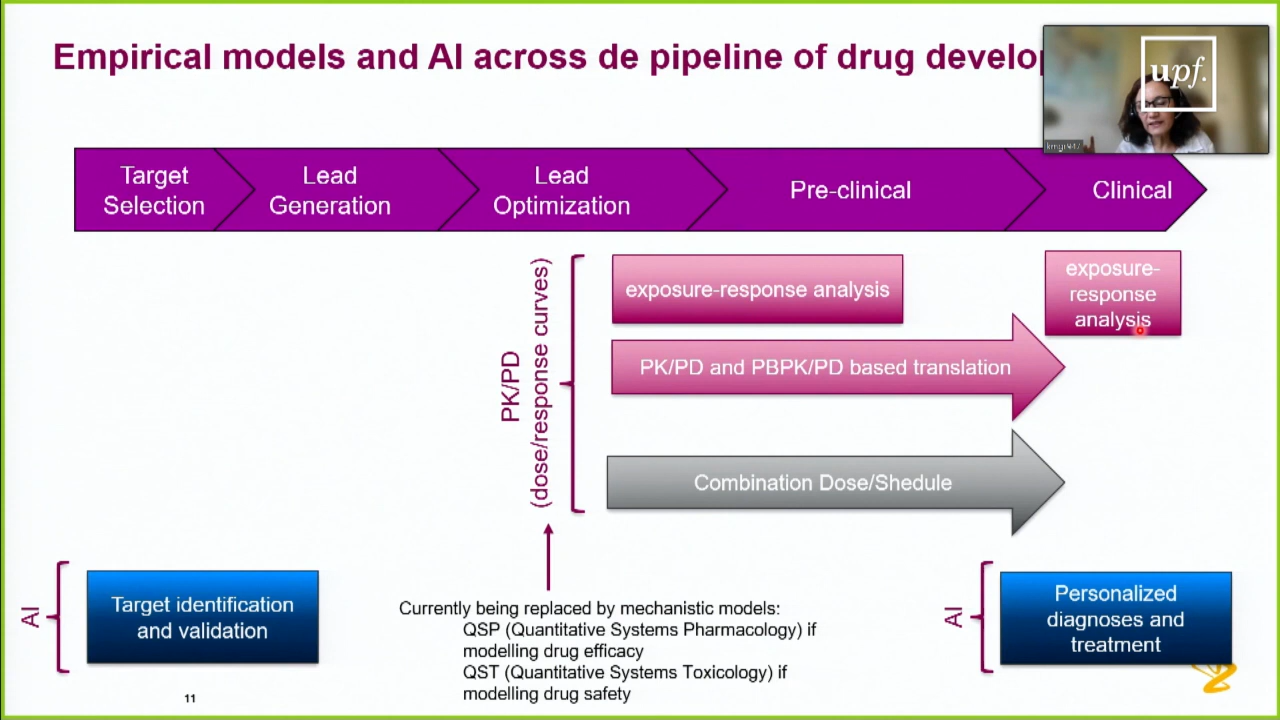 Empirical models and AI across de pipeline of drug develop
upf.
kmgr947
Target
Selection
Lead
Generation
Lead
Optimization
Pre-clinical
Clinical
PK/PD
(dose/response curves)
exposure-response analysis
exposure-
response
analysis
PK/PD and PBPK/PD based translation
Combination Dose/Shedule
AI
Target identification
and validation
Currently being replaced by mechanistic models:
QSP (Quantitative Systems Pharmacology) if
modelling drug efficacy
QST (Quantitative Systems Toxicology) if
modelling drug safety
AI
Personalized
diagnoses and
treatment
11